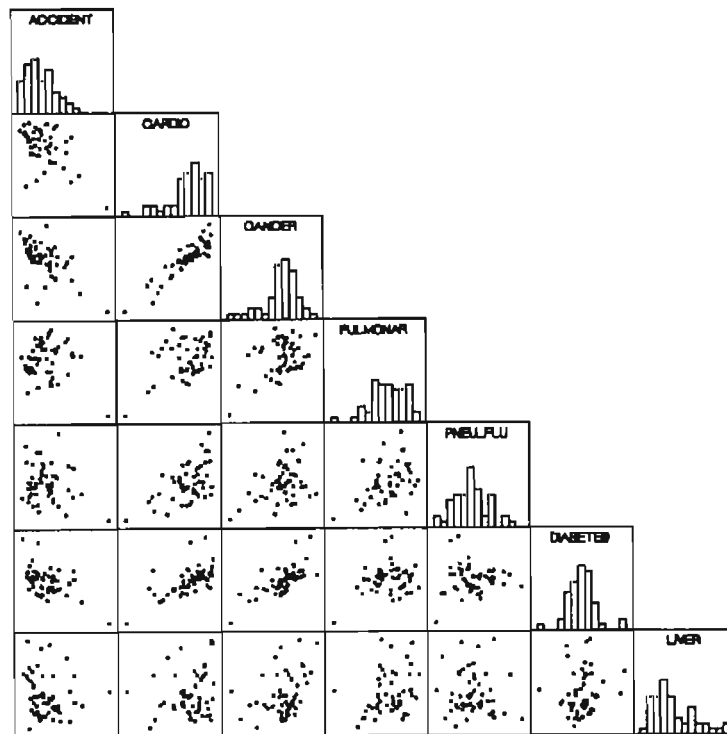 ACCIDENT
CARDIO
CANCER
PULMONAR
PNEU_FLU
DIABETES
LIVER